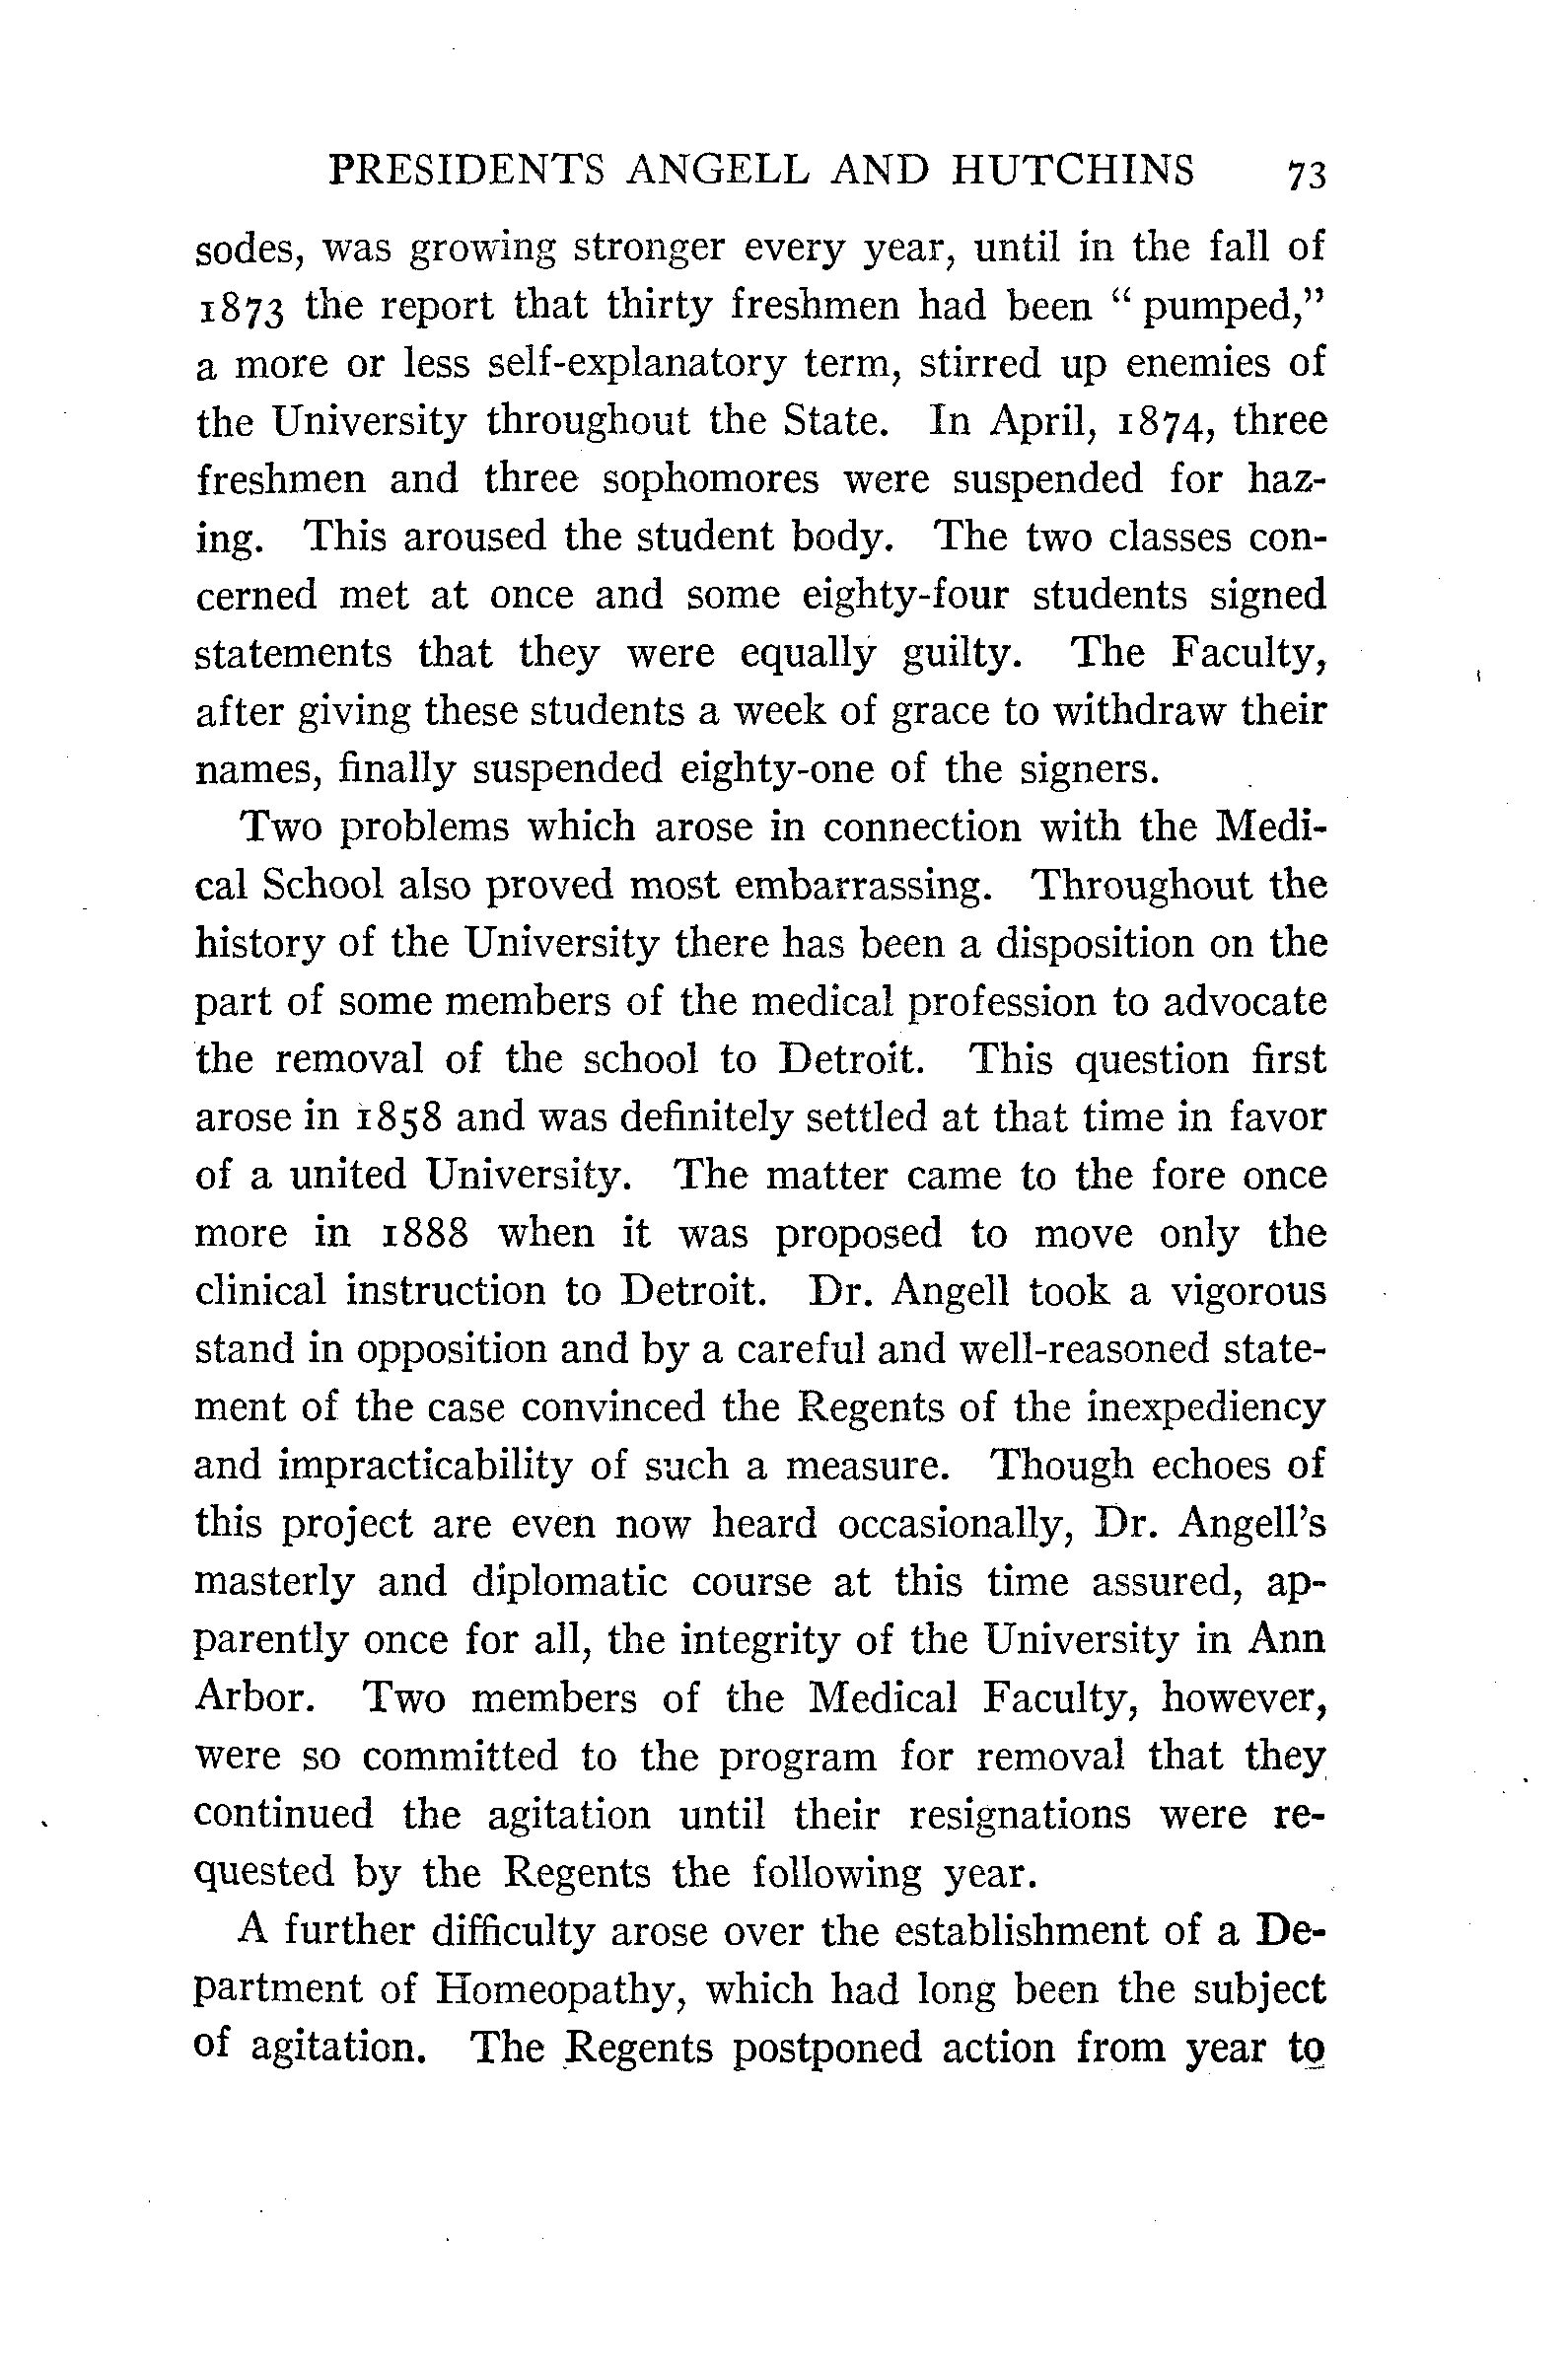 PRESIDENTS ANGELL AND HUTCHINS 73
sodes, was growing stronger every year, until in the fall of
1873 the report that thirty freshmen had been “ pumped,”
a more or less self-explanatory term, stirred up enemies of
the University throughout the State. In April, 1874, three
freshmen and three sophomores were suspended for haz-
ing. This aroused the student body. The two classes con-
cerned met at once and some eighty-four students signed
statements that they were equally guilty. The Faculty,
after giving these students a week of grace to withdraw their
names, finally suspended eighty-one of the signers.
Two problems which arose in connection with the Medi-
cal School also proved most embarrassing. Throughout the
history of the University there has been a disposition on the
part of some members of the medical profession to advocate
the removal of the school to Detroit. This question first
arose in 1858 and was definitely settled at that time in favor
of a united University. The matter came to the fore once
more in 1888 when it was proposed to move only the
clinical instruction to Detroit. Dr. Angell took a vigorous
stand in opposition and by a careful and well-reasoned state-
ment of the case convinced the Regents of the inexpediency
and impracticability of such a measure. Though echoes of
this project are even now heard occasionally, Dr. Angell’s
masterly and diplomatic course at this time assured, ap-
parently once for all, the integrity of the University in Ann
Arbor. Two members of the Medical Faculty, however,
were so committed to the program for removal that they
continued the agitation until their resignations were re-
quested by the Regents the following year.
A further difficulty arose over the establishment of a De-
partment of Homeopathy, which had long been the subject
of agitation. The Regents postponed action from year to